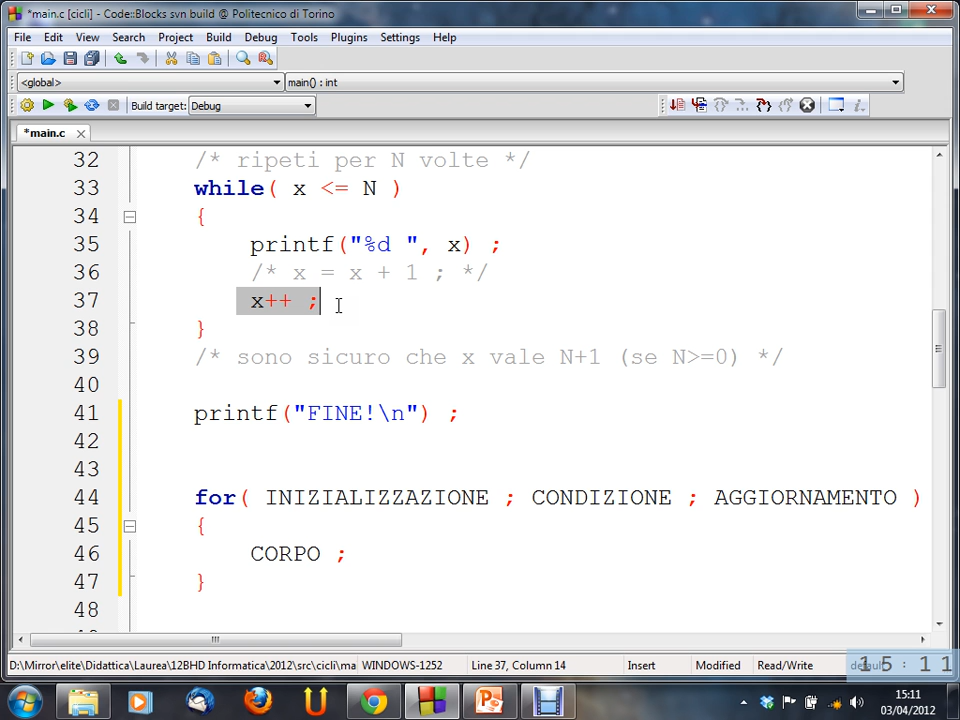 *main.c [cicli] - Code::Blocks svn build @ Politecnico di Torino
File Edit View Search Project Build Debug Tools Plugins Settings Help
<global> main() : int
Build target: Debug
*main.c
32 /* ripeti per N volte */
33 while( x <= N )
34 {
35 printf("%d ", x) ;
36 /* x = x + 1 ; */
37 x++ ;
38 }
39 /* sono sicuro che x vale N+1 (se N>=0) */
40
41 printf("FINE!\n") ;
42
43
44 for( INIZIALIZZAZIONE ; CONDIZIONE ; AGGIORNAMENTO )
45 {
46 CORPO ;
47 }
48
D:\Mirror\elite\Didattica\Laurea\12BHD Informatica\2012\src\cicli\ma WINDOWS-1252 Line 37, Column 14 Insert Modified Read/Write default
15:11
15:11
03/04/2012